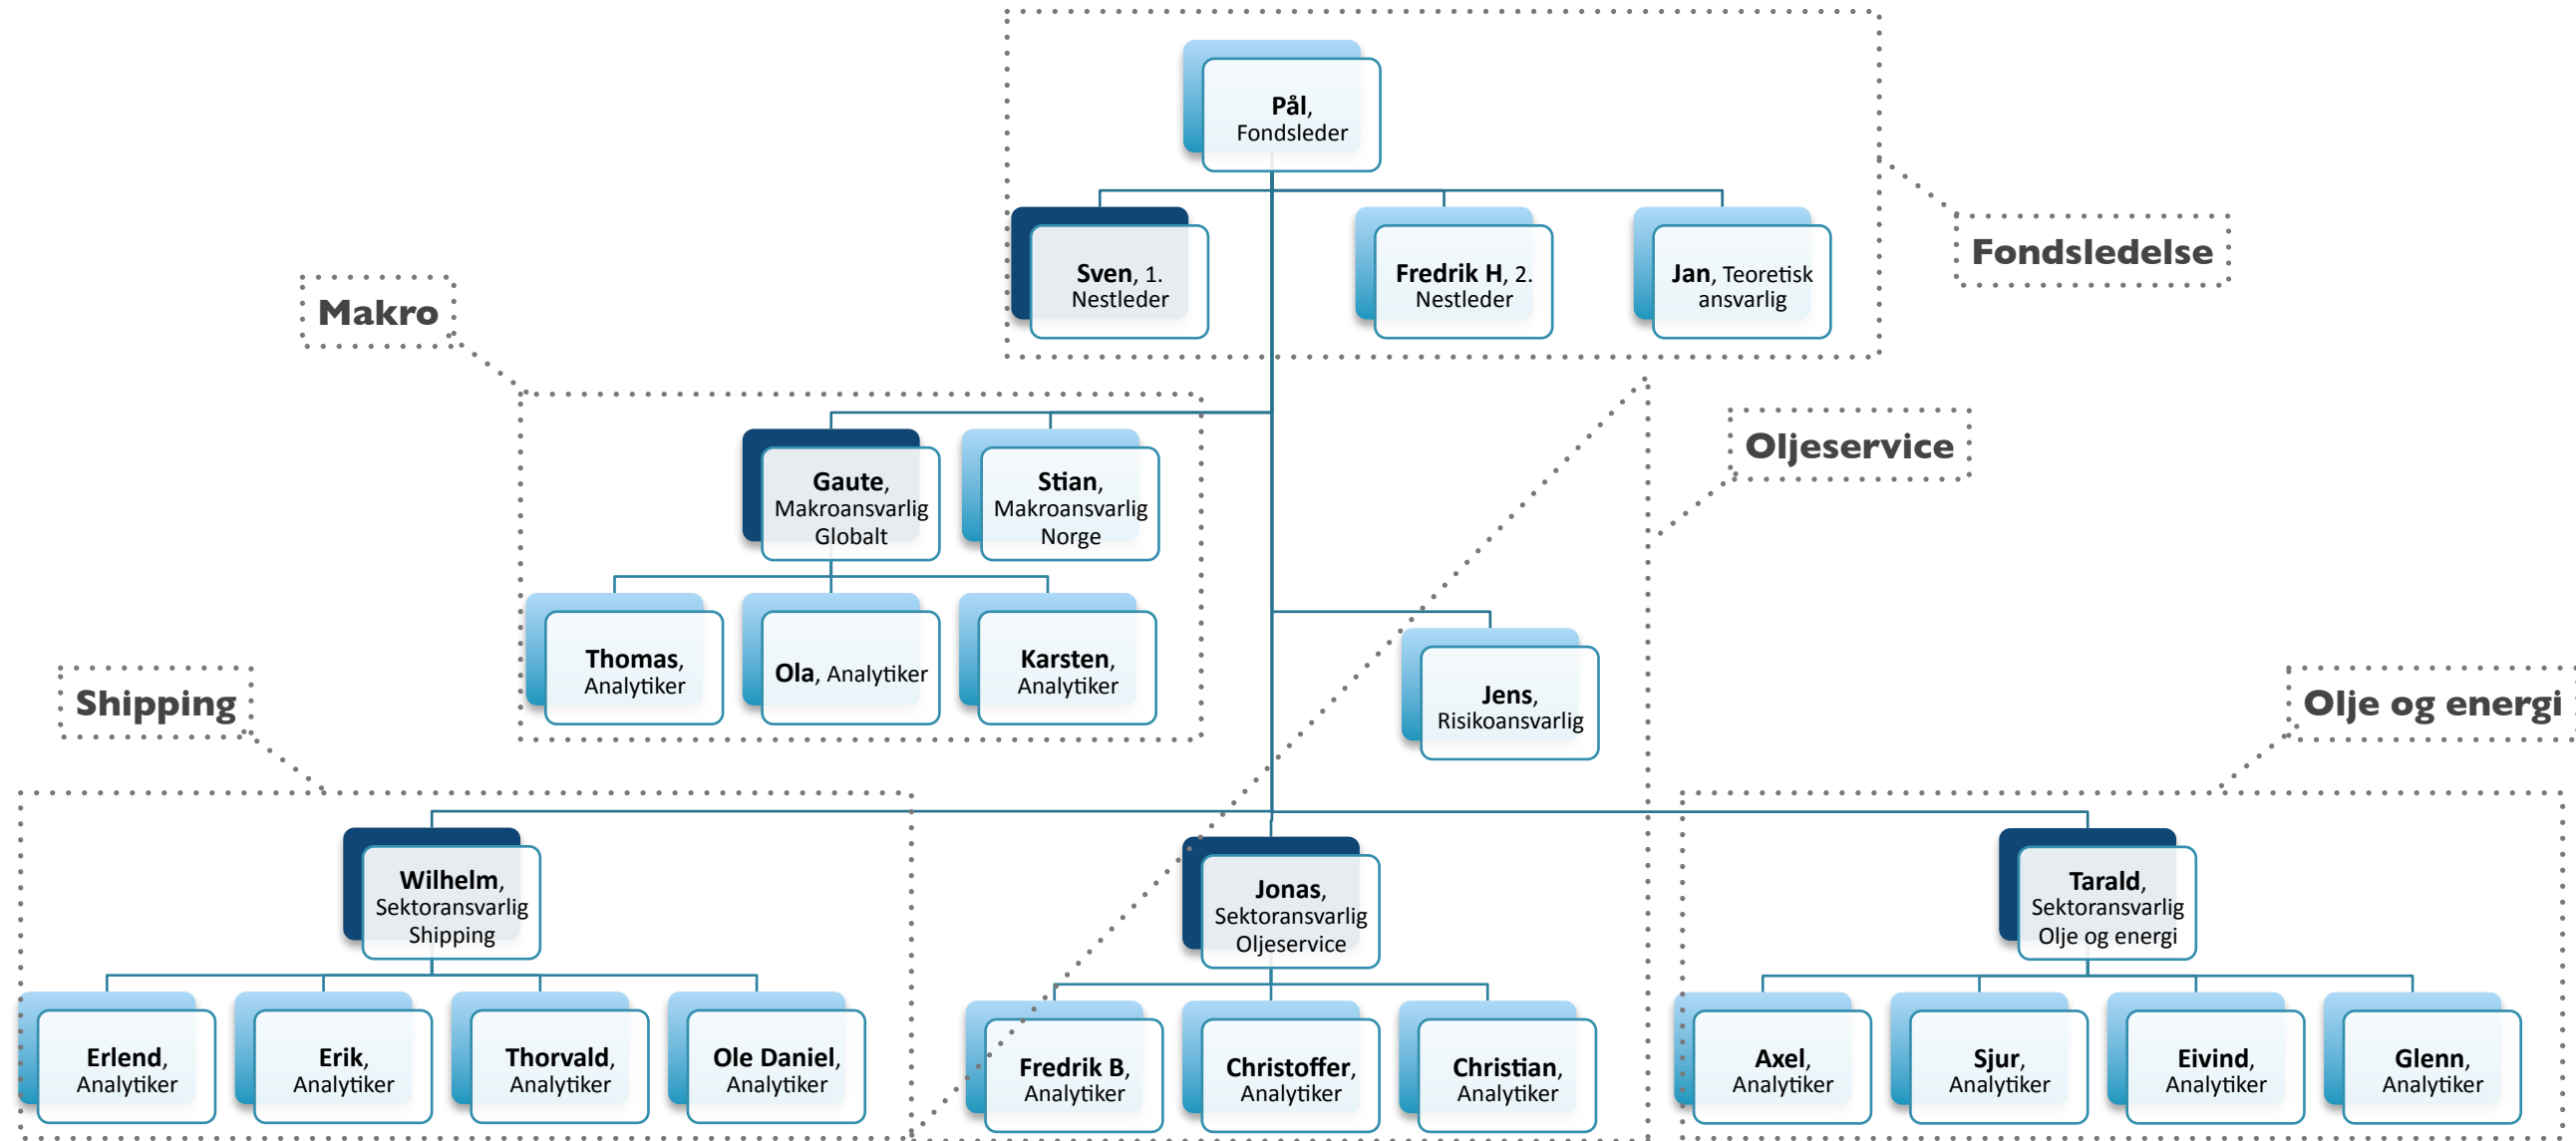 Pål,
Fondsleder
Sven, 1.
Nestleder
Fredrik H, 2.
Nestleder
Jan, Teoretisk
ansvarlig
Fondsledelse
Makro
Gaute,
Makroansvarlig
Globalt
Stian,
Makroansvarlig
Norge
Oljeservice
Thomas,
Analytiker
Ola, Analytiker
Karsten,
Analytiker
Jens,
Risikoansvarlig
Shipping
Olje og energi
Wilhelm,
Sektoransvarlig
Shipping
Jonas,
Sektoransvarlig
Oljeservice
Tarald,
Sektoransvarlig
Olje og energi
Erlend,
Analytiker
Erik,
Analytiker
Thorvald,
Analytiker
Ole Daniel,
Analytiker
Fredrik B,
Analytiker
Christoffer,
Analytiker
Christian,
Analytiker
Axel,
Analytiker
Sjur,
Analytiker
Eivind,
Analytiker
Glenn,
Analytiker